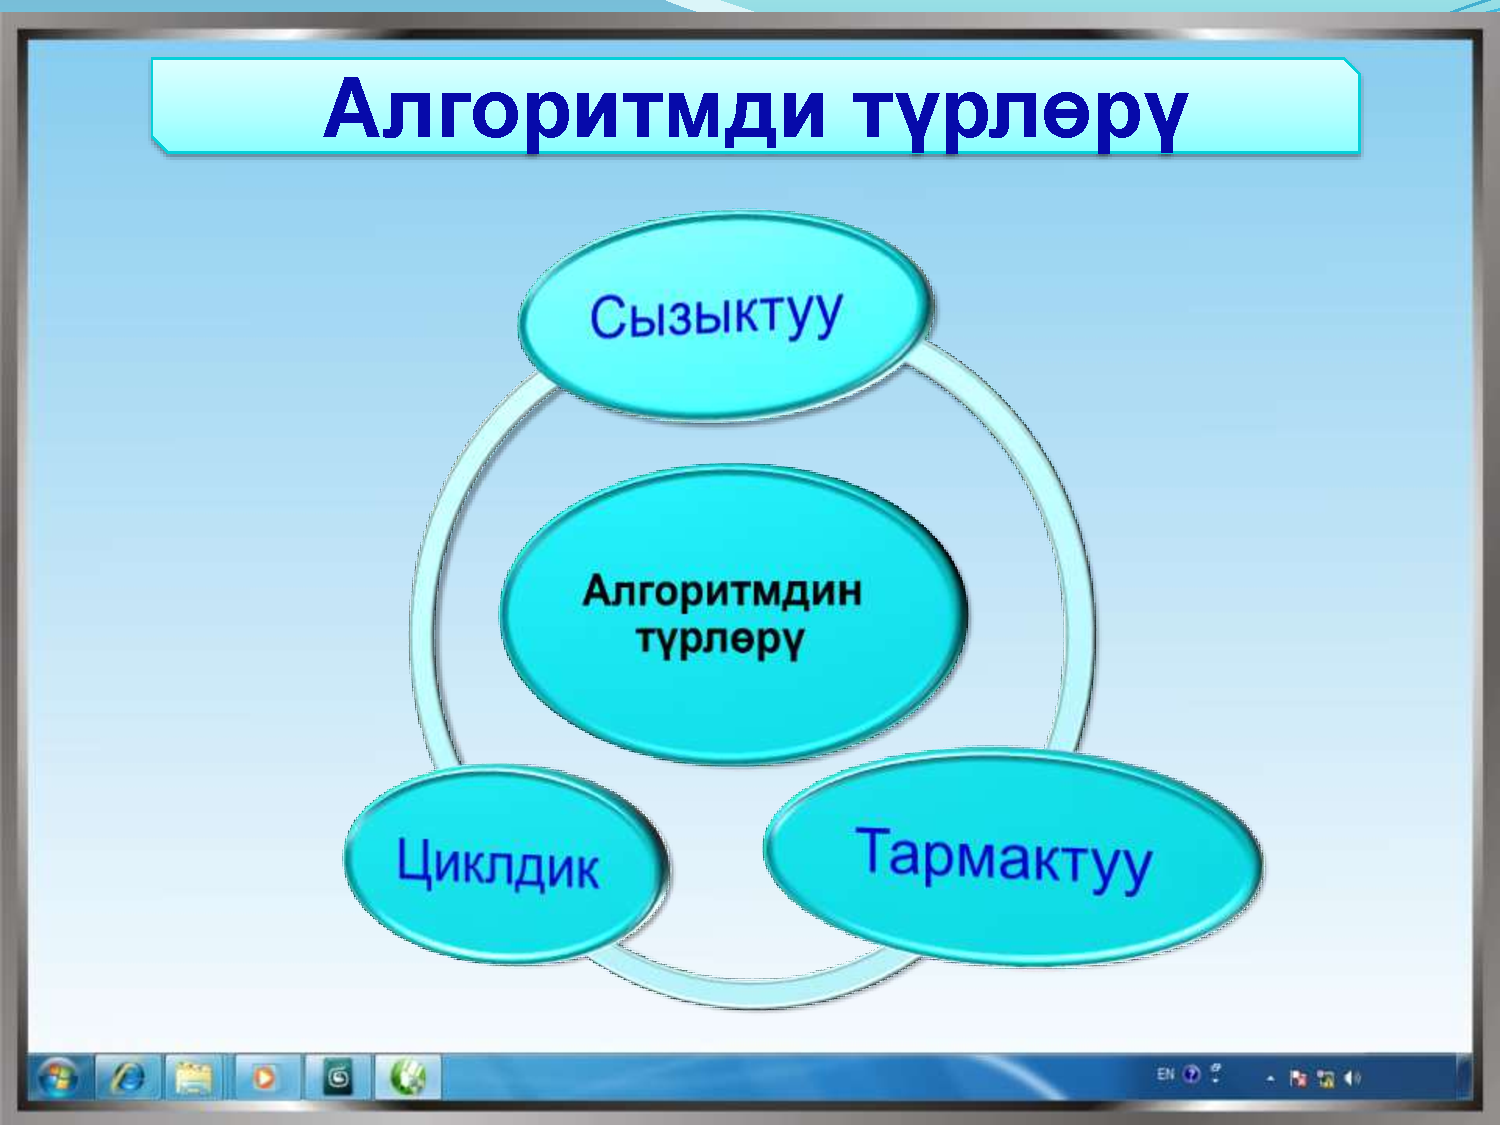 Алгоритмди түрлөрү
Сызыктуу
Алгоритмдин
түрлөрү
Циклдик
Тармактуу
EN